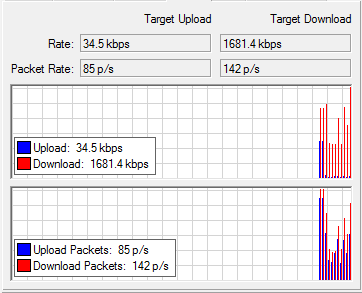 Target Upload Target Download
Rate: 34.5 kbps 1681.4 kbps
Packet Rate: 85 p/s 142 p/s
Upload: 34.5 kbps
Download: 1681.4 kbps
Upload Packets: 85 p/s
Download Packets: 142 p/s